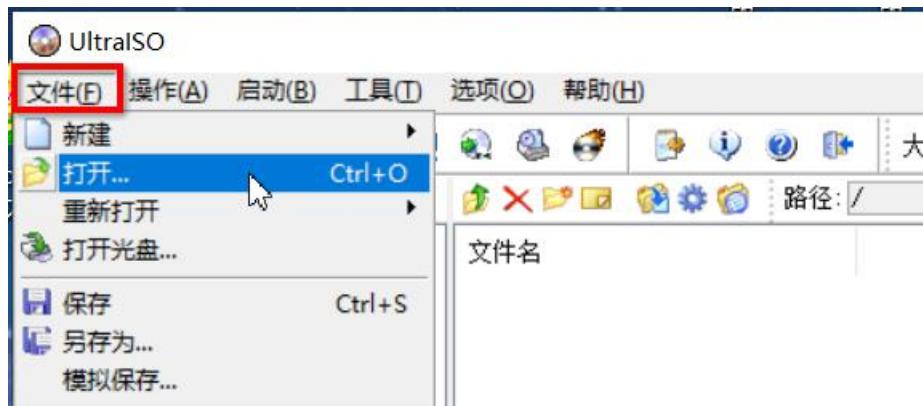 UltraISO
文件(F) 操作(A) 启动(B) 工具(T) 选项(O) 帮助(H)
新建
打开... Ctrl+O
重新打开
打开光盘...
保存 Ctrl+S
另存为...
模拟保存...
大
路径: /
文件名